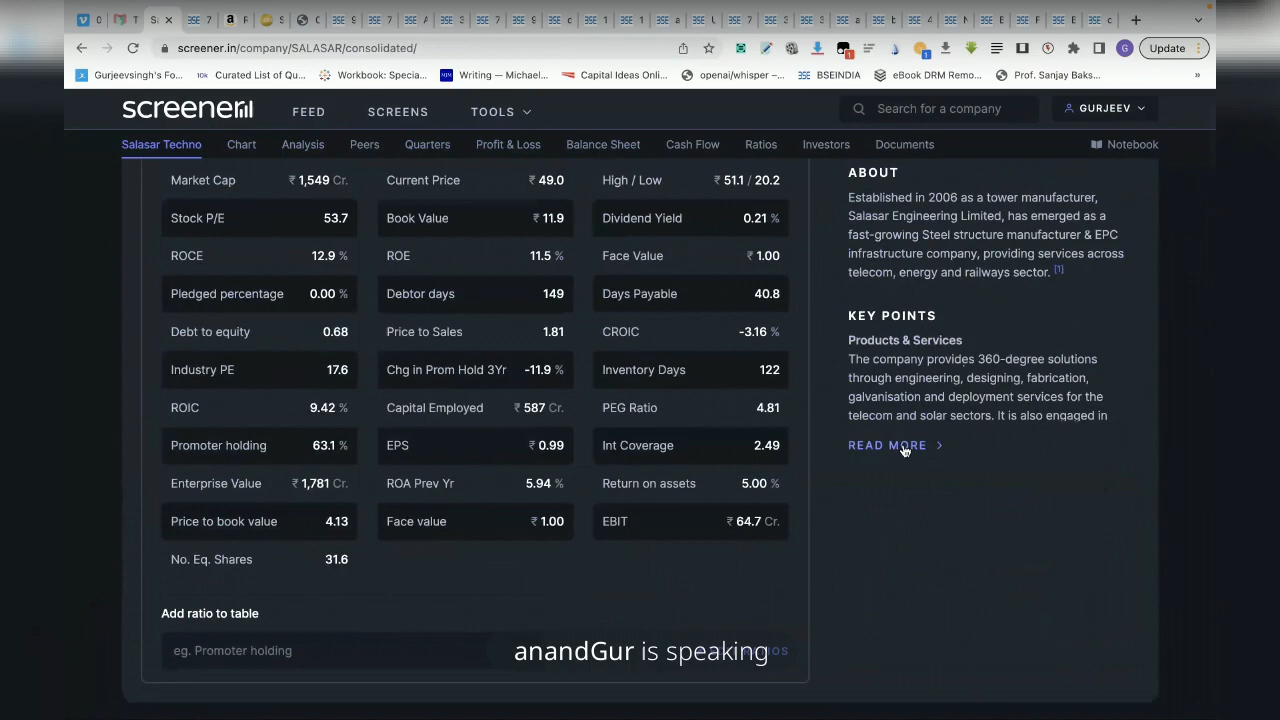 screener.in/company/SALASAR/consolidated/
Update
Gurjeevsingh's Fo...
Curated List of Qu...
Workbook: Specia...
Writing — Michael...
Capital Ideas Onli...
openai/whisper –...
BSEINDIA
eBook DRM Remo...
Prof. Sanjay Baks...
»
screener
FEED
SCREENS
TOOLS
Search for a company
GURJEEV
Salasar Techno
Chart
Analysis
Peers
Quarters
Profit & Loss
Balance Sheet
Cash Flow
Ratios
Investors
Documents
Notebook
Market Cap ₹ 1,549 Cr.
Current Price ₹ 49.0
High / Low ₹ 51.1 / 20.2
Stock P/E 53.7
Book Value ₹ 11.9
Dividend Yield 0.21 %
ROCE 12.9 %
ROE 11.5 %
Face Value ₹ 1.00
Pledged percentage 0.00 %
Debtor days 149
Days Payable 40.8
Debt to equity 0.68
Price to Sales 1.81
CROIC -3.16 %
Industry PE 17.6
Chg in Prom Hold 3Yr -11.9 %
Inventory Days 122
ROIC 9.42 %
Capital Employed ₹ 587 Cr.
PEG Ratio 4.81
Promoter holding 63.1 %
EPS ₹ 0.99
Int Coverage 2.49
Enterprise Value ₹ 1,781 Cr.
ROA Prev Yr 5.94 %
Return on assets 5.00 %
Price to book value 4.13
Face value ₹ 1.00
EBIT ₹ 64.7 Cr.
No. Eq. Shares 31.6
Add ratio to table
eg. Promoter holding
ABOUT
Established in 2006 as a tower manufacturer,
Salasar Engineering Limited, has emerged as a
fast-growing Steel structure manufacturer & EPC
infrastructure company, providing services across
telecom, energy and railways sector. [1]
KEY POINTS
Products & Services
The company provides 360-degree solutions
through engineering, designing, fabrication,
galvanisation and deployment services for the
telecom and solar sectors. It is also engaged in
READ MORE
anandGur is speaking